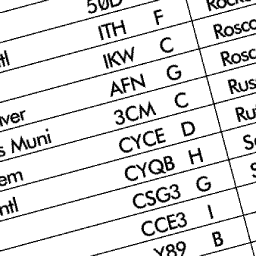 50D
ITH F
ntl IKW C
AFN G
3CM C
ver CYCE D
s Muni CYQB H
em CSG3 G
ntl CCE3 I
Y89 B
Rosco
Rosc
Rus
Ru